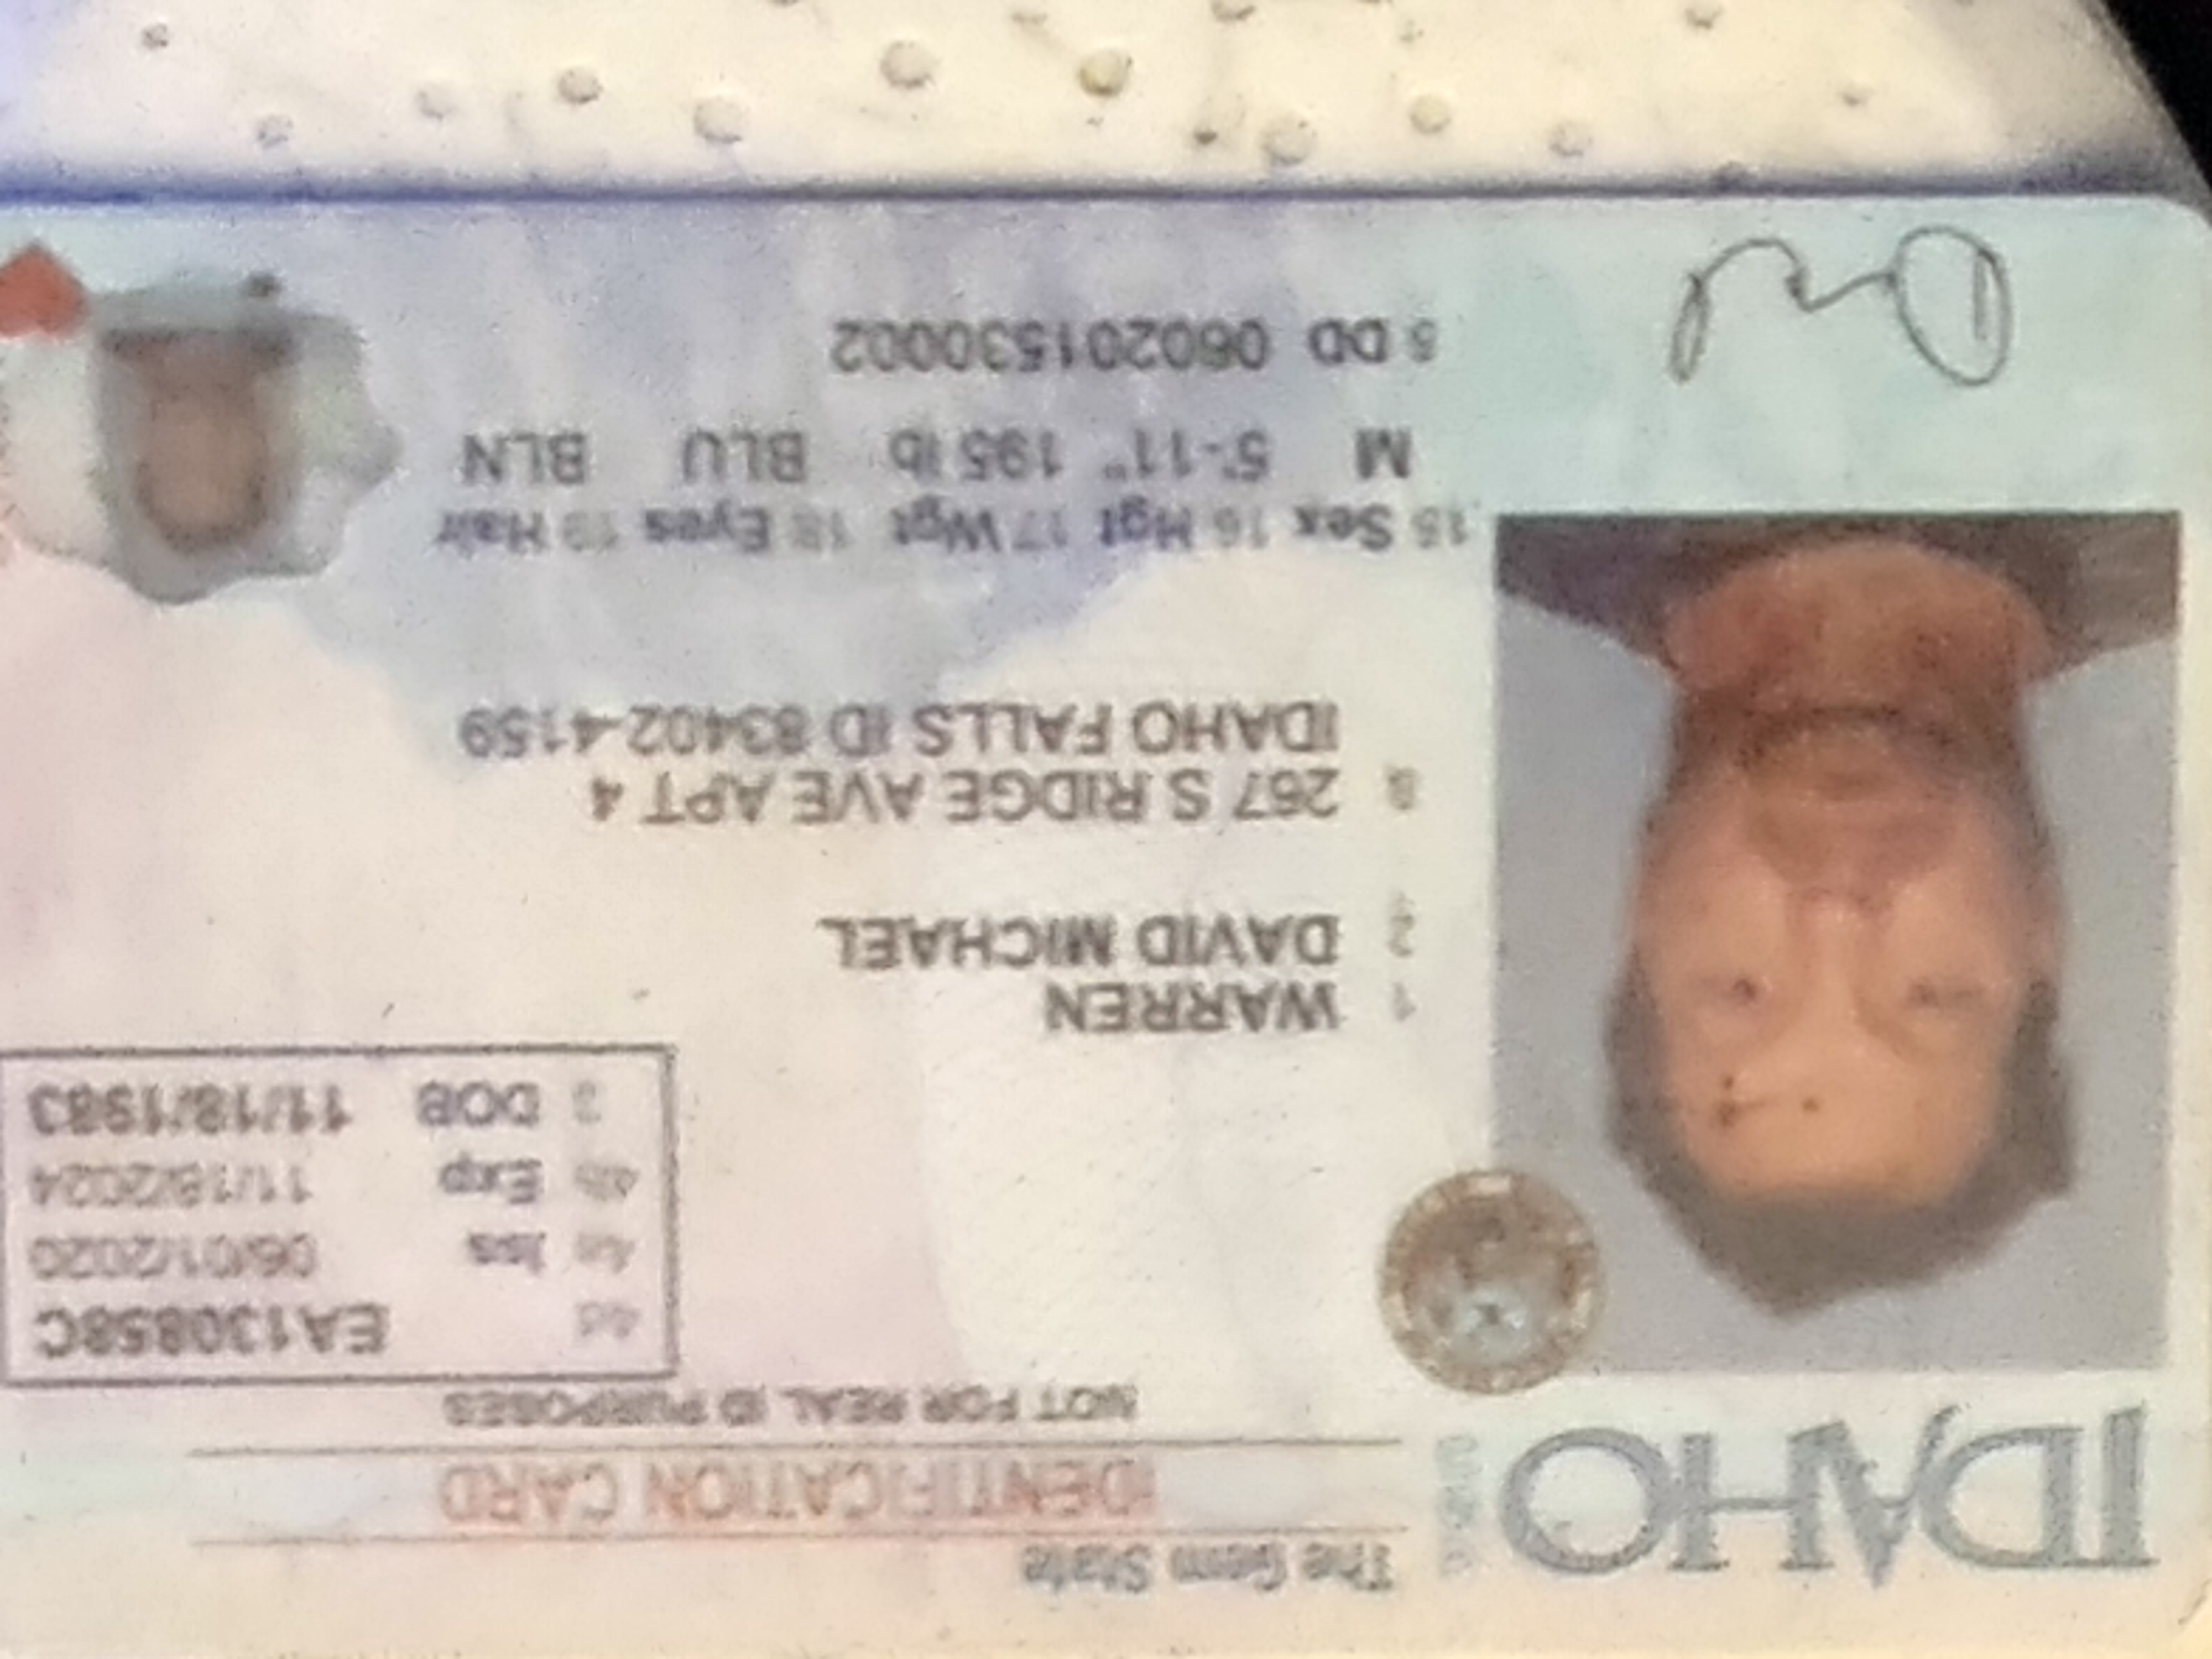 IDAHO
The Gem State
IDENTIFICATION CARD
NOT FOR REAL ID PURPOSES
4d EA130858C
4a Iss 06/01/2020
4b Exp 11/18/2024
3 DOB 11/18/1983
1 WARREN
2 DAVID MICHAEL
8 267 S RIDGE AVE APT 4
IDAHO FALLS ID 83402-4159
15 Sex 16 Hgt 17 Wgt 18 Eyes 19 Hair
M 5'-11" 195 lb BLU BLN
5 DD 060201530002